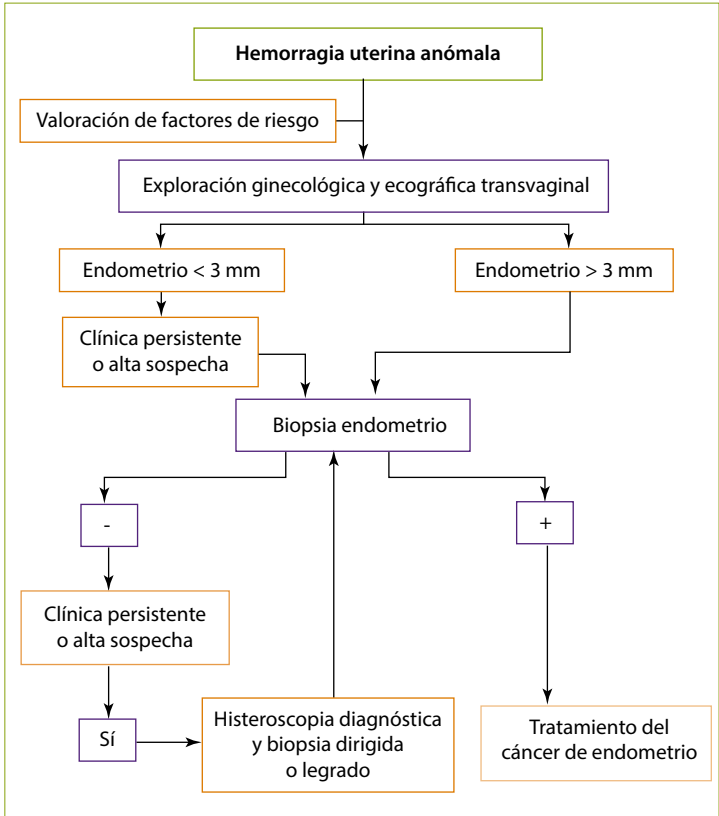 Hemorragia uterina anómala
Valoración de factores de riesgo
Exploración ginecológica y ecográfica transvaginal
Endometrio < 3 mm
Endometrio > 3 mm
Clínica persistente
o alta sospecha
Biopsia endometrio
-
+
Clínica persistente
o alta sospecha
Sí
Histeroscopia diagnóstica
y biopsia dirigida
o legrado
Tratamiento del
cáncer de endometrio